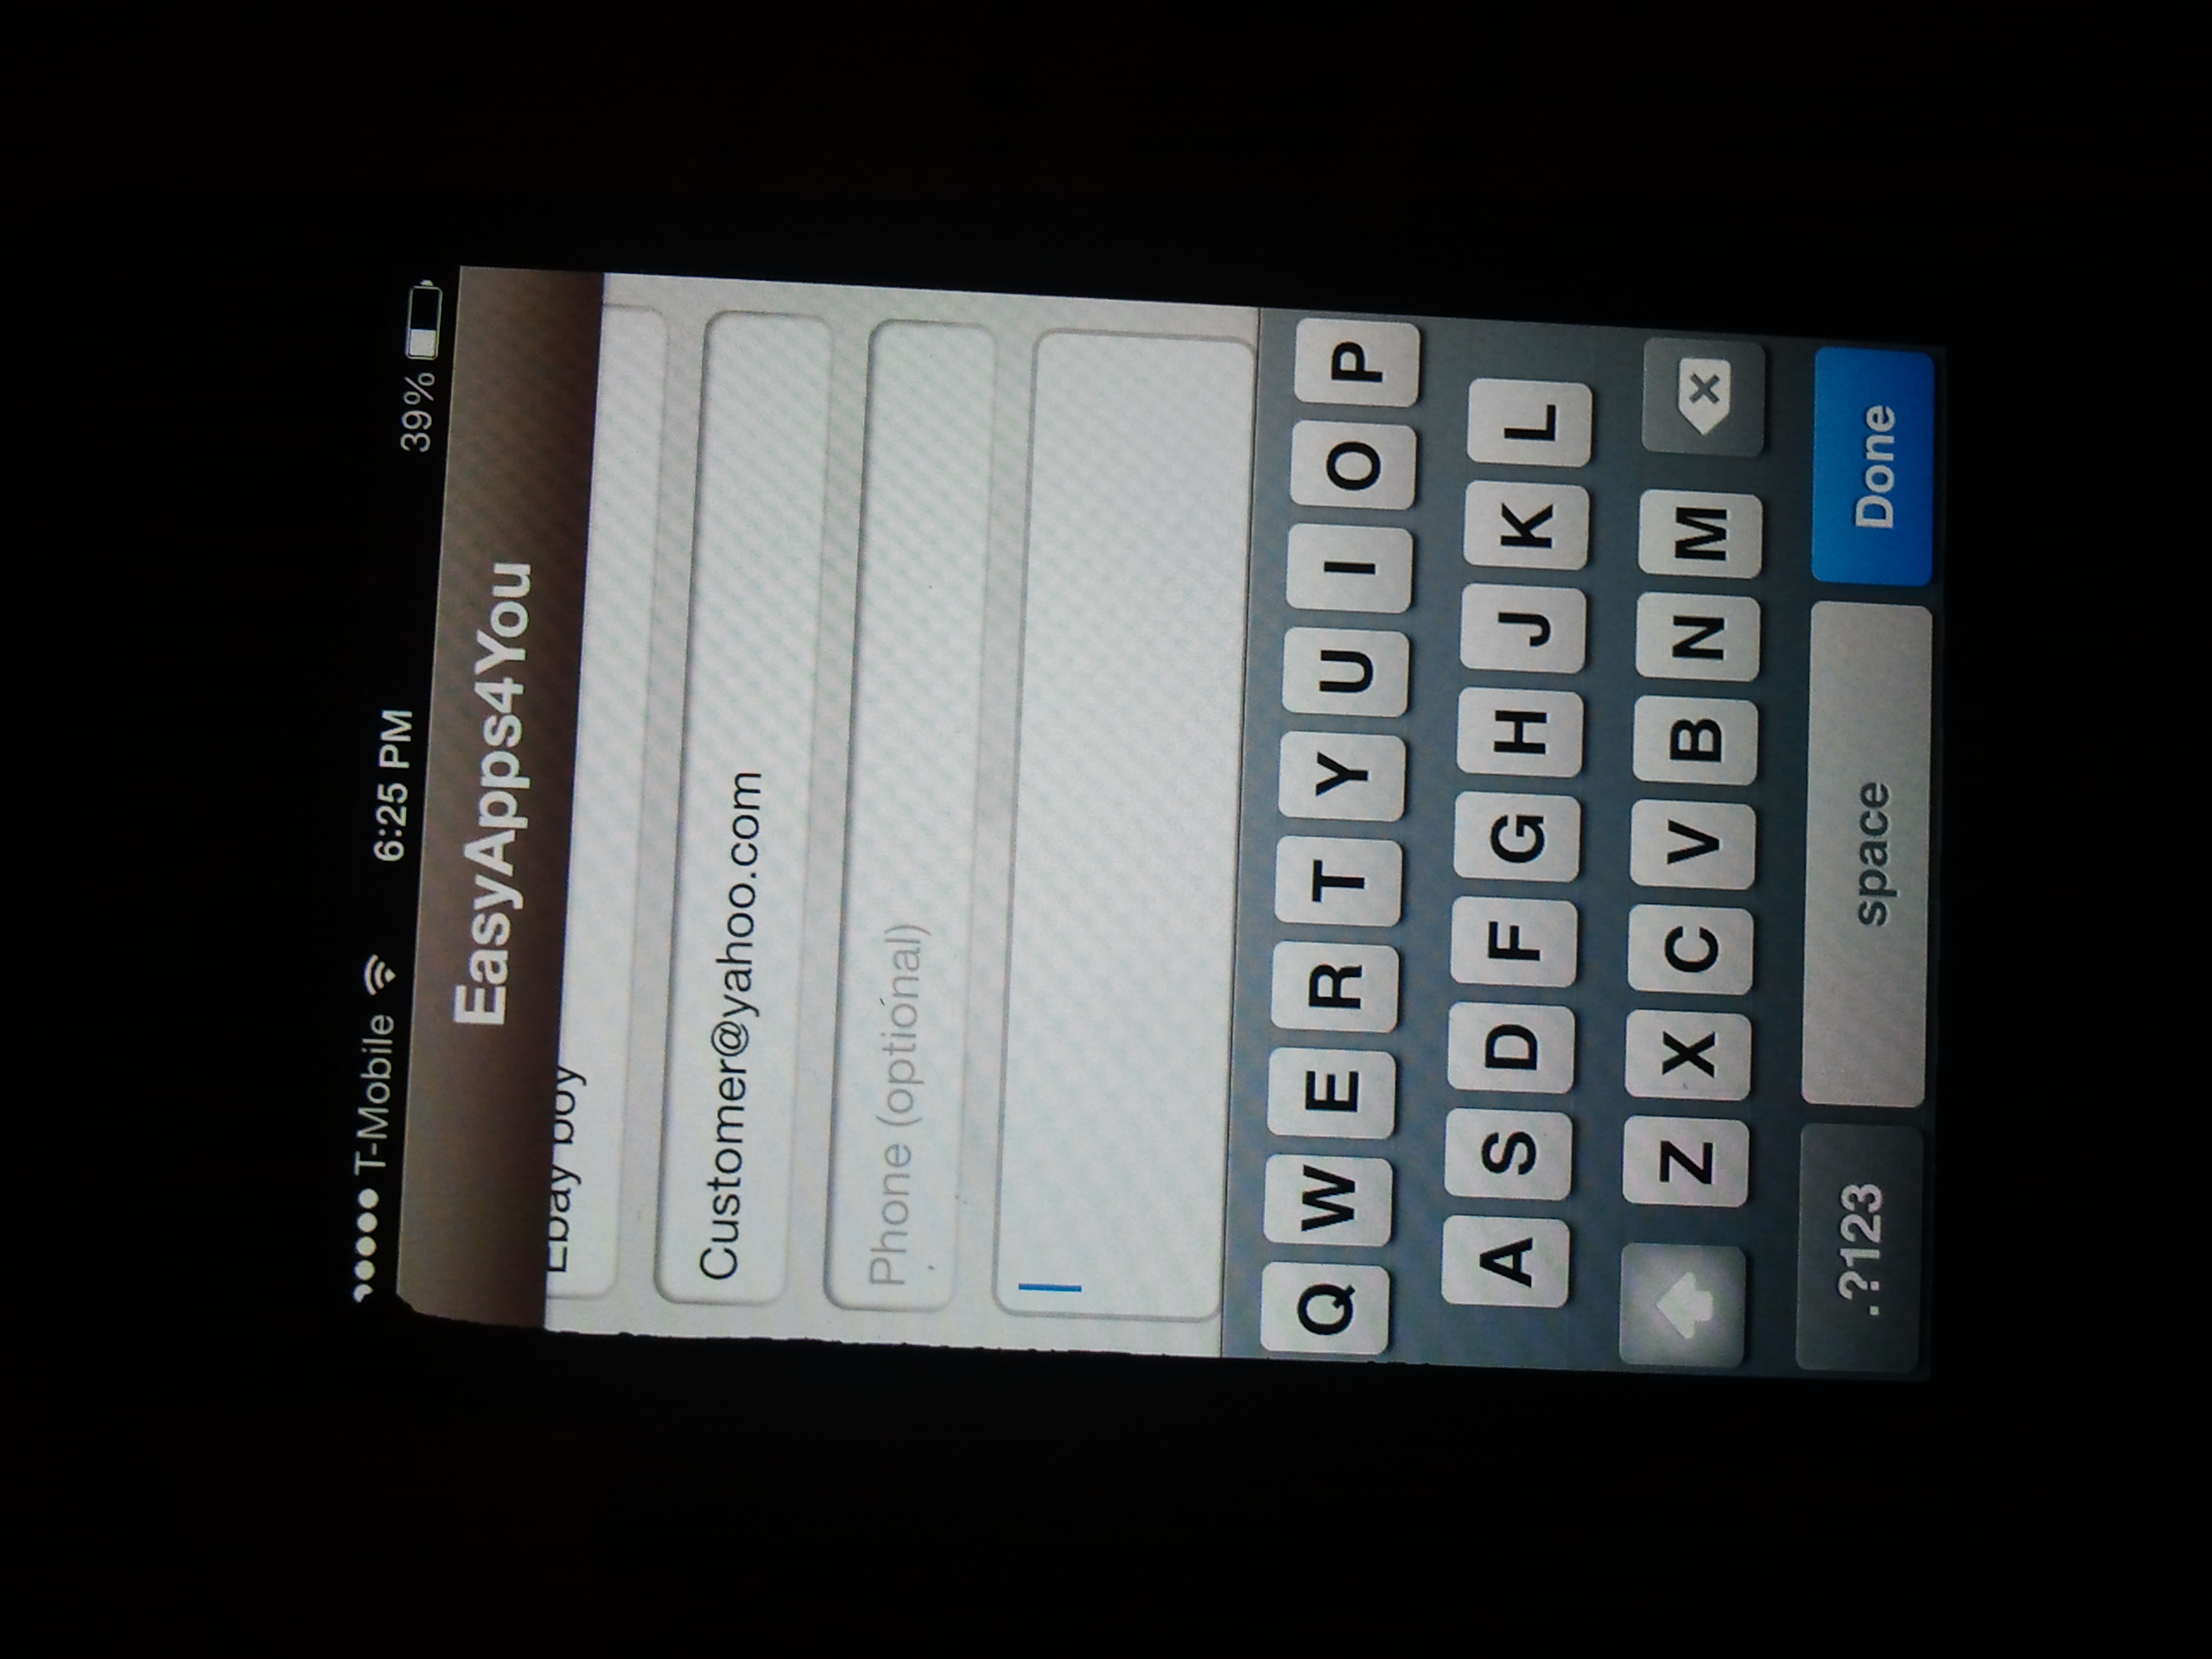 T-Mobile 6:25 PM 39%
EasyApps4You
Ebay boy
Customer@yahoo.com
Phone (optional)
Q W E R T Y U I O P
A S D F G H J K L
Z X C V B N M
.?123 space Done